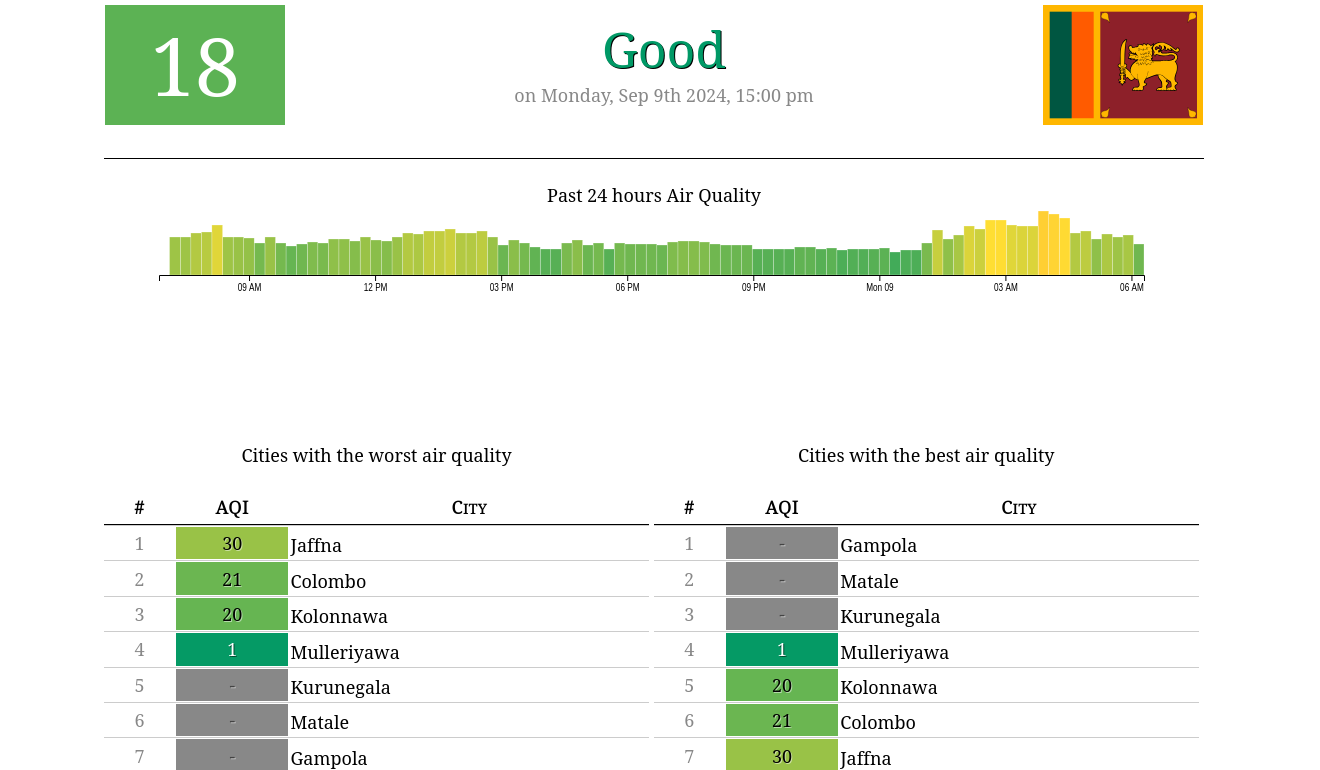 18
Good
on Monday, Sep 9th 2024, 15:00 pm
Past 24 hours Air Quality
09 AM 12 PM 03 PM 06 PM 09 PM Mon 09 03 AM 06 AM
Cities with the worst air quality
# AQI City
1 30 Jaffna
2 21 Colombo
3 20 Kolonnawa
4 1 Mulleriyawa
5 - Kurunegala
6 - Matale
7 - Gampola
Cities with the best air quality
# AQI City
1 - Gampola
2 - Matale
3 - Kurunegala
4 1 Mulleriyawa
5 20 Kolonnawa
6 21 Colombo
7 30 Jaffna